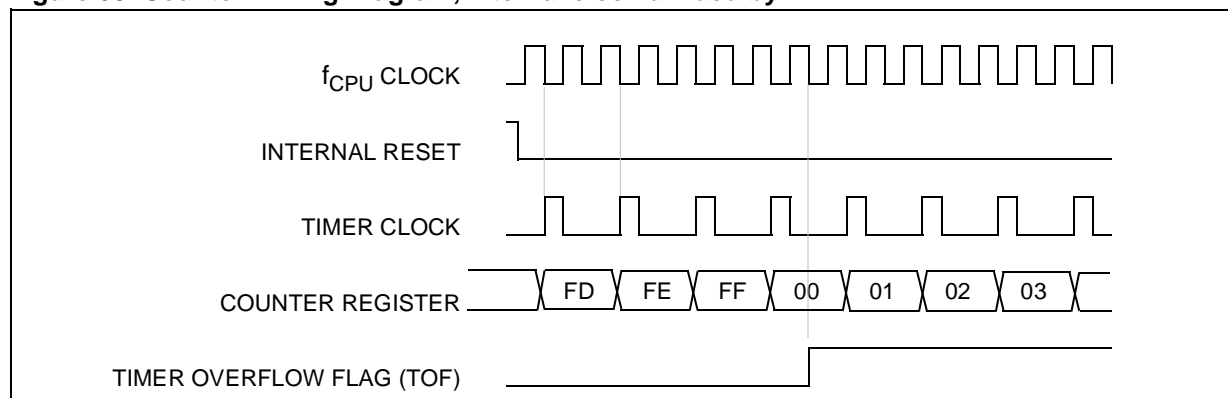 fCPU CLOCK
INTERNAL RESET
TIMER CLOCK
COUNTER REGISTER FD FE FF 00 01 02 03
TIMER OVERFLOW FLAG (TOF)